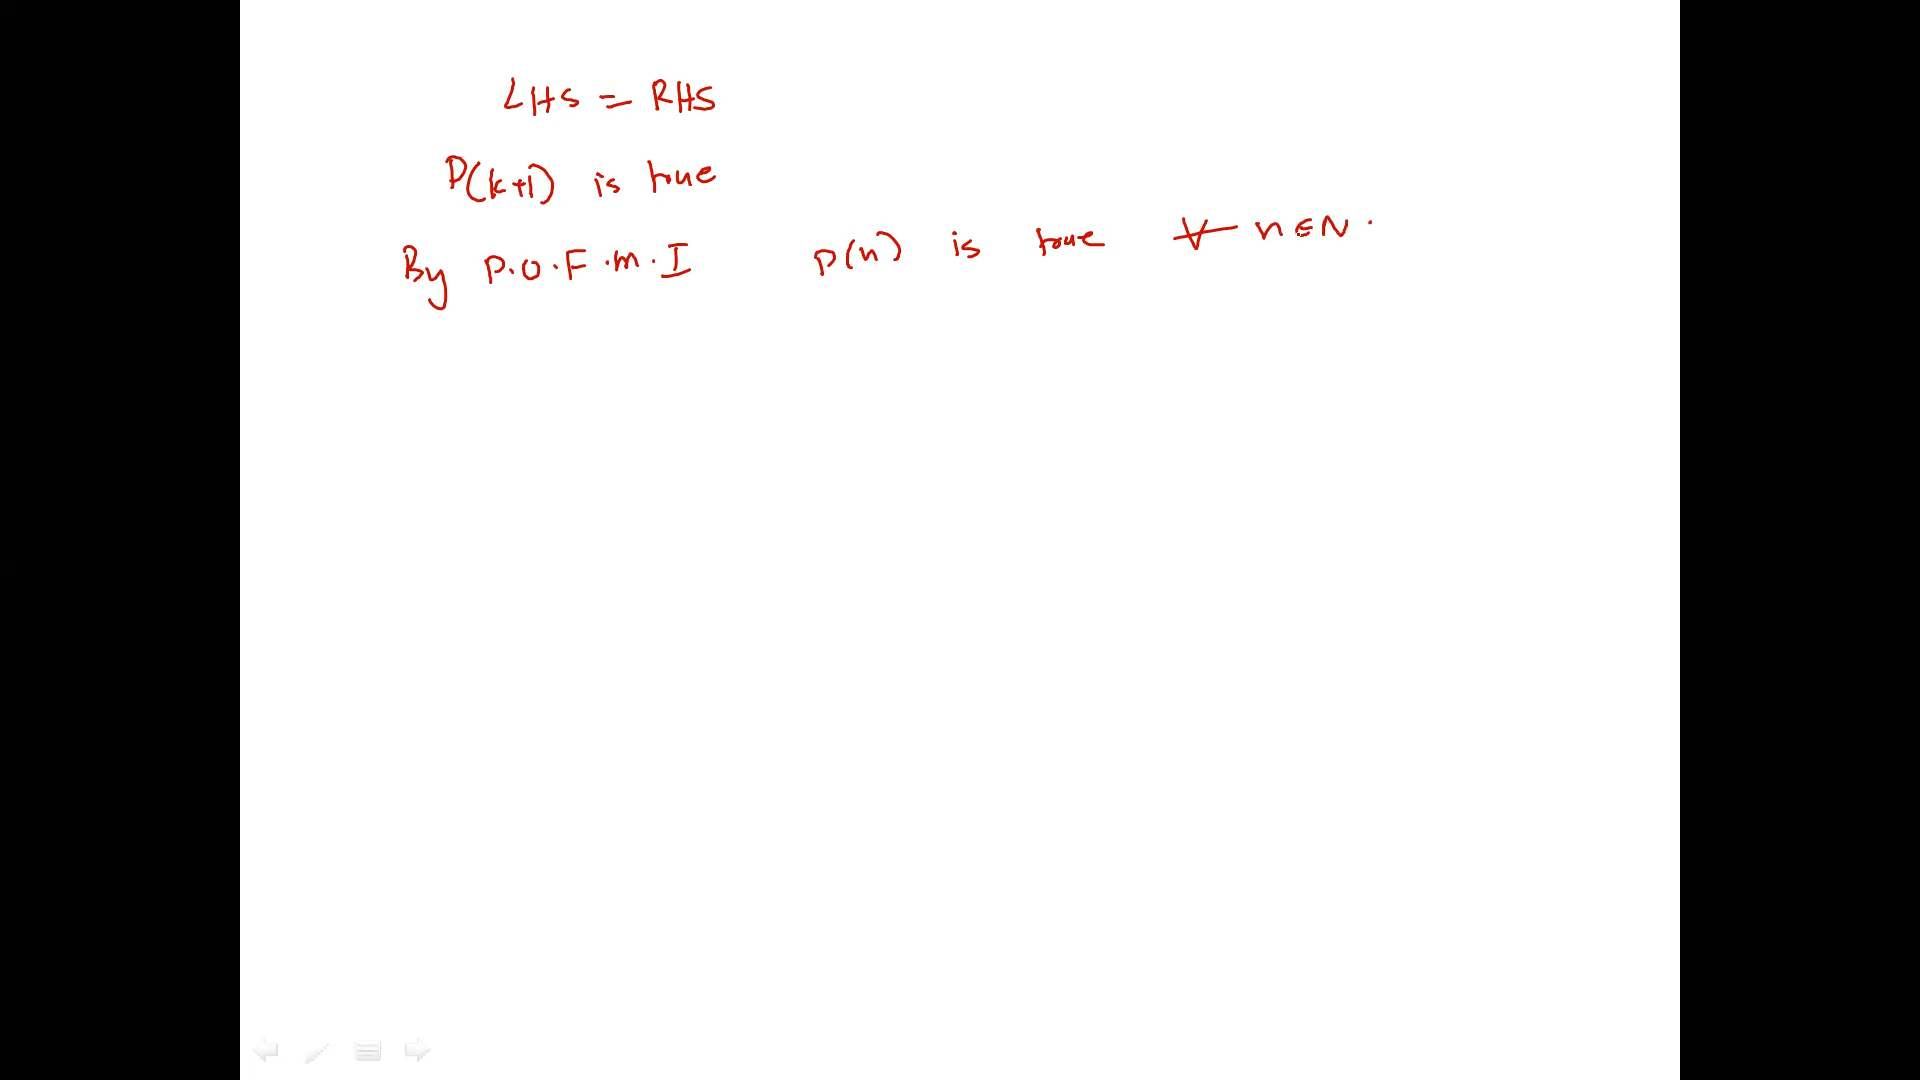 LHS = RHS
P(k+1) is true
By P.O.F.M.I P(n) is true ∀ n∈N.